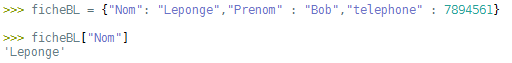 >>> ficheBL = {"Nom": "Leponge","Prenom" : "Bob","telephone" : 7894561}
>>> ficheBL["Nom"]
'Leponge'